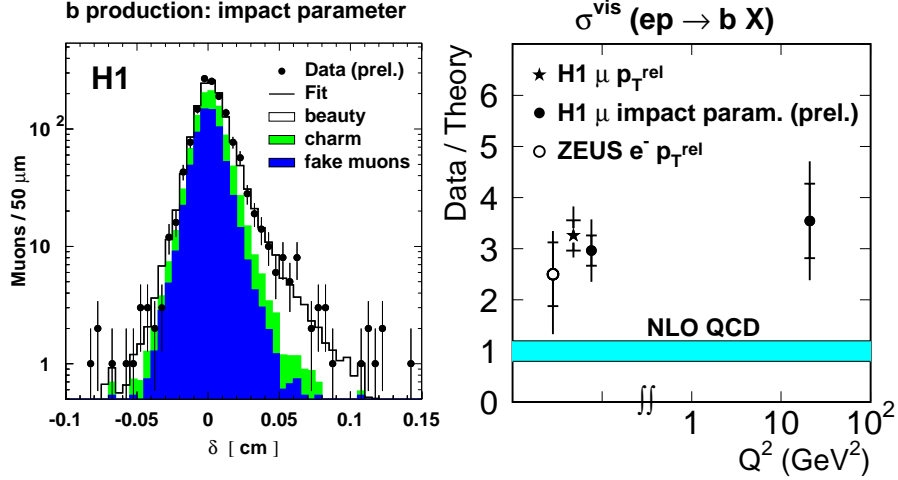 b production: impact parameter
H1
Data (prel.)
Fit
beauty
charm
fake muons
Muons / 50 μm
10²
10
1
-0.1
-0.05
0
0.05
0.1
0.15
δ [ cm]
σᵛⁱˢ (ep → b X)
H1 μ p_T^rel
H1 μ impact param. (prel.)
ZEUS e⁻ p_T^rel
Data / Theory
6
5
4
3
2
1
0
NLO QCD
1
10
10²
Q² (GeV²)